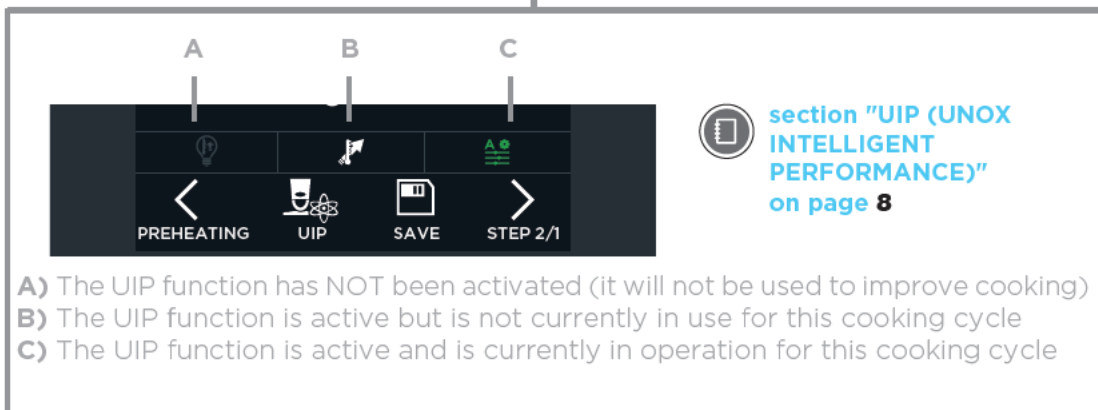 A B C
section "UIP (UNOX
INTELLIGENT
PERFORMANCE)"
on page 8
A
PREHEATING UIP SAVE STEP 2/1
A) The UIP function has NOT been activated (it will not be used to improve cooking)
B) The UIP function is active but is not currently in use for this cooking cycle
C) The UIP function is active and is currently in operation for this cooking cycle